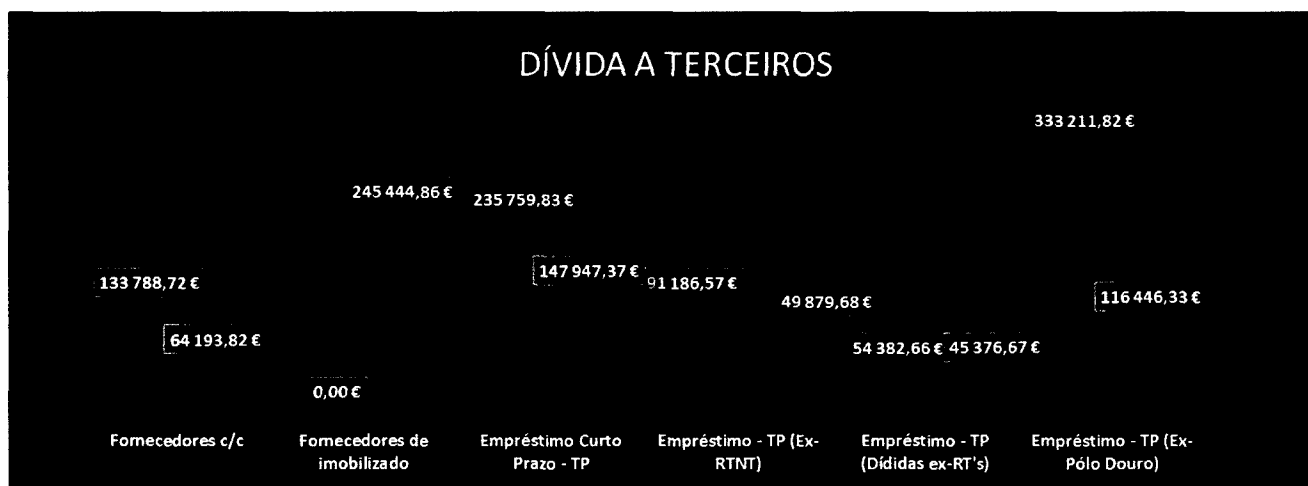 DÍVIDA A TERCEIROS
333 211,82 €
245 444,86 €
235 759,83 €
147 947,37 €
133 788,72 €
91 186,57 €
49 879,68 €
116 446,33 €
64 193,82 €
54 382,66 €
45 376,67 €
0,00 €
Fornecedores c/c
Fornecedores de
imobilizado
Empréstimo Curto
Prazo - TP
Empréstimo - TP (Ex-
RTNT)
Empréstimo - TP
(Dídidas ex-RT's)
Empréstimo - TP (Ex-
Pólo Douro)